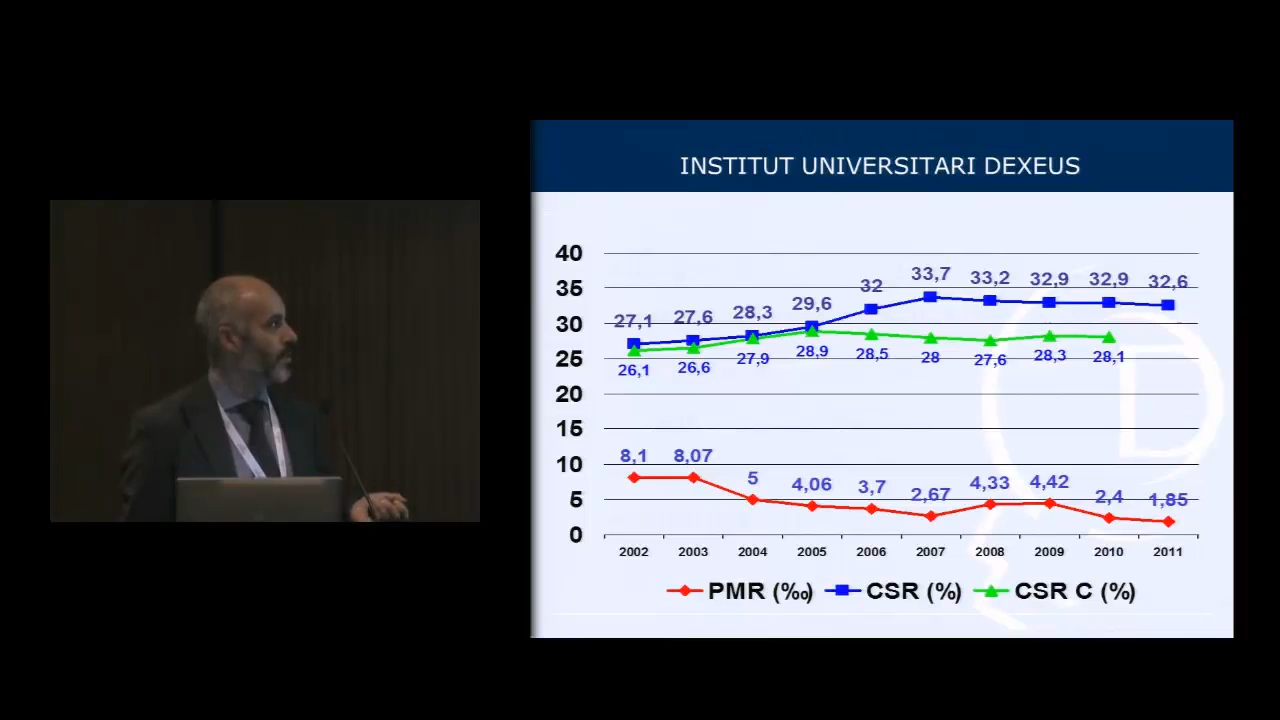 INSTITUT UNIVERSITARI DEXEUS
40
35
30
25
20
15
10
5
0
27,1 27,6 28,3 29,6 32 33,7 33,2 32,9 32,9 32,6
26,1 26,6 27,9 28,9 28,5 28 27,6 28,3 28,1
8,1 8,07 5 4,06 3,7 2,67 4,33 4,42 2,4 1,85
2002 2003 2004 2005 2006 2007 2008 2009 2010 2011
PMR (‰) CSR (%) CSR C (%)